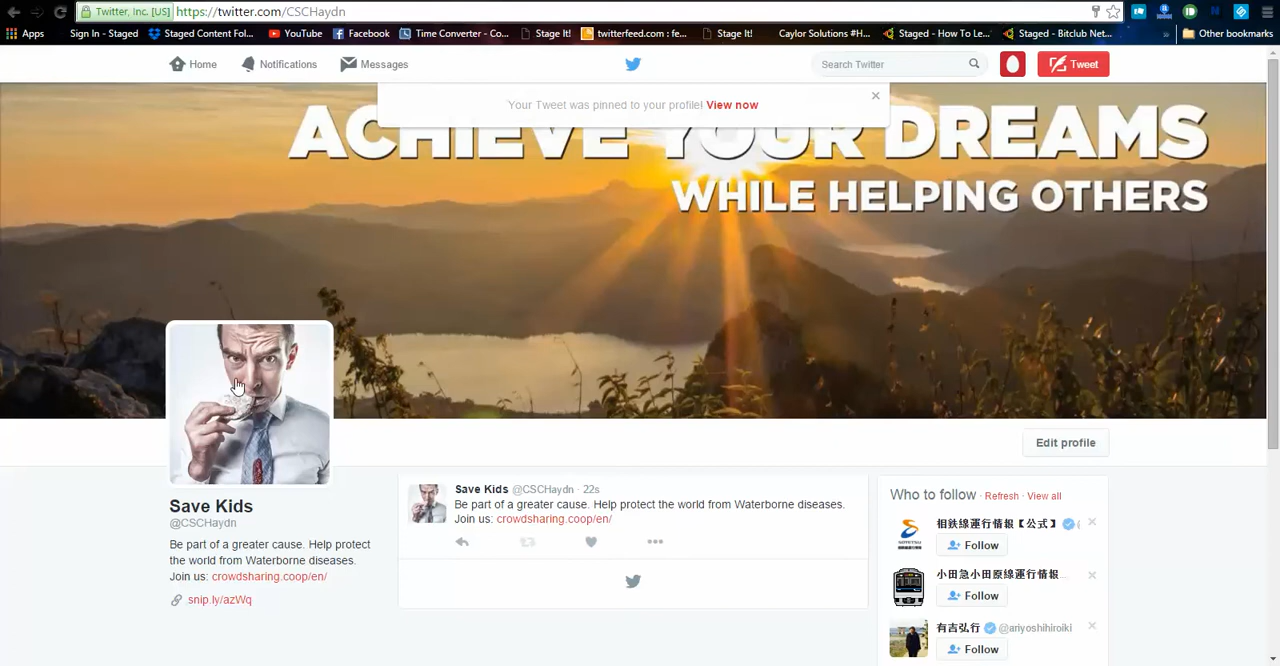 Twitter, Inc. [US] https://twitter.com/CSCHaydn
Apps Sign In - Staged Staged Content Fol... YouTube Facebook Time Converter - Co... Stage It! twitterfeed.com : fe... Stage It! Caylor Solutions #H... Staged - How To Le... Staged - Bitclub Net... » Other bookmarks
Home Notifications Messages Search Twitter Tweet
Your Tweet was pinned to your profile! View now
ACHIEVE YOUR DREAMS
WHILE HELPING OTHERS
Edit profile
Save Kids
@CSCHaydn
Be part of a greater cause. Help protect
the world from Waterborne diseases.
Join us: crowdsharing.coop/en/
snip.ly/azWq
Save Kids @CSCHaydn · 22s
Be part of a greater cause. Help protect the world from Waterborne diseases.
Join us: crowdsharing.coop/en/
Who to follow · Refresh · View all
相鉄線運行情報【公式】
Follow
小田急小田原線運行情報...
Follow
有吉弘行 @ariyoshihiroiki
Follow